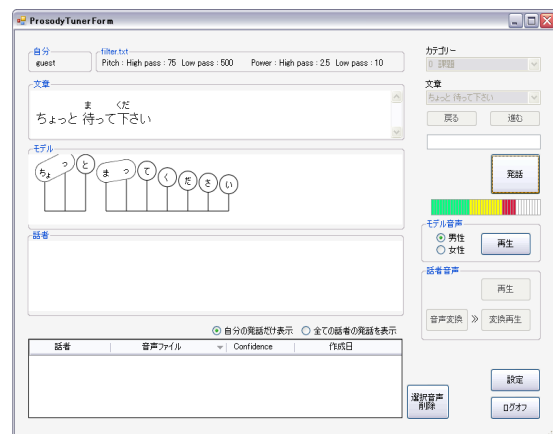 ProsodyTunerForm
自分
guest
filter.txt
Pitch : High pass : 75 Low pass : 500 Power : High pass : 2.5 Low pass : 10
カテゴリー
0 課題
文章
ちょっと 待って下さい
戻る 進む
文章
ま くだ
ちょっと 待って下さい
モデル
ちょ っ と ま っ て く だ さ い
発話
モデル音声
男性
女性
再生
話者
話者音声
再生
音声変換 ≫ 変換再生
自分の発話だけ表示 全ての話者の発話を表示
話者 音声ファイル Confidence 作成日
選択音声
削除
設定
ログオフ